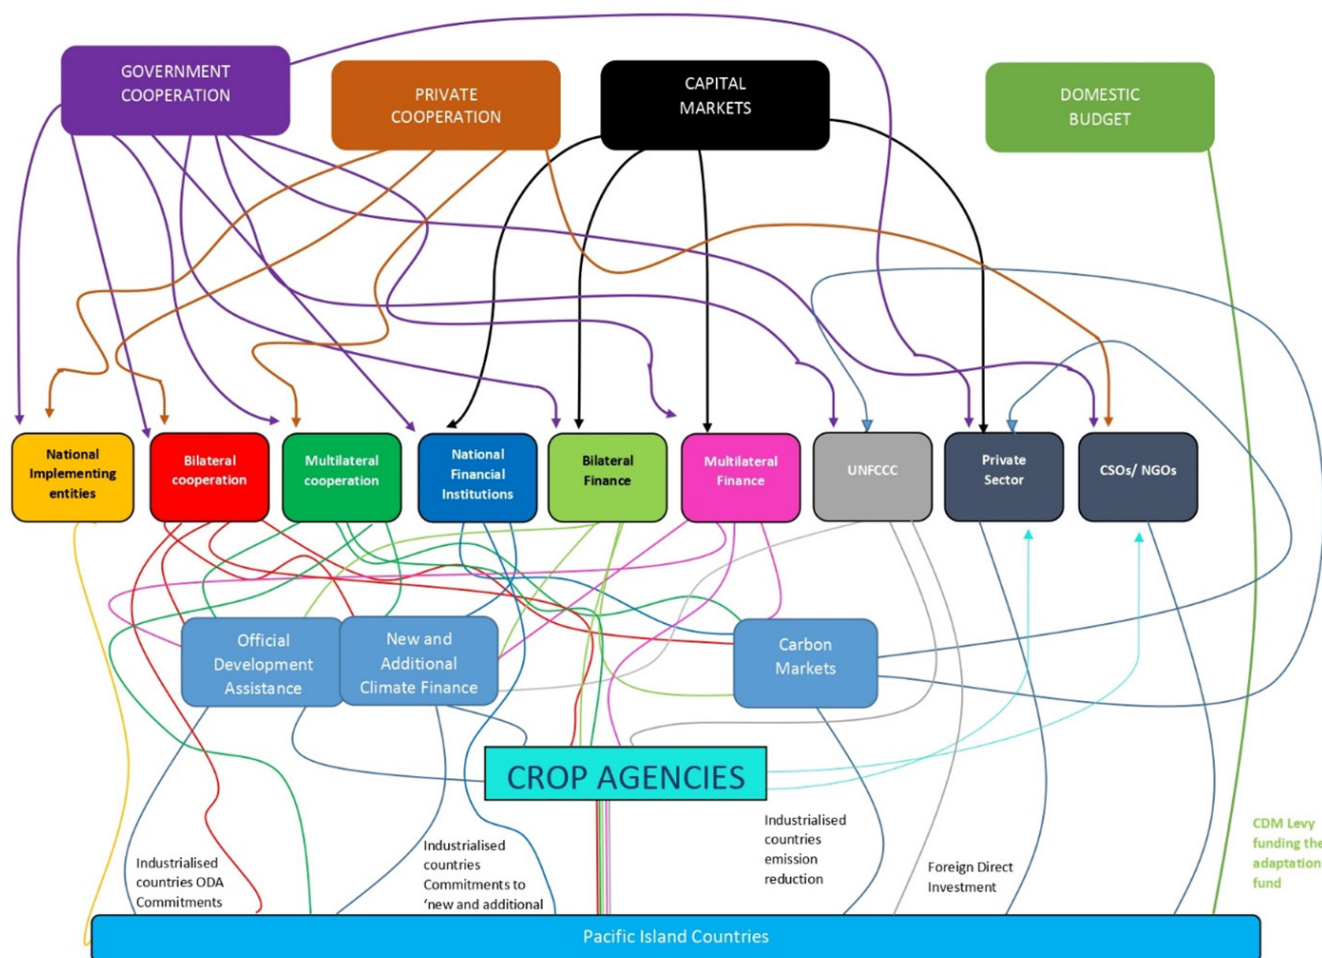 GOVERNMENT
COOPERATION
PRIVATE
COOPERATION
CAPITAL
MARKETS
DOMESTIC
BUDGET
National
Implementing
entities
Bilateral
cooperation
Multilateral
cooperation
National
Financial
Institutions
Bilateral
Finance
Multilateral
Finance
UNFCCC
Private
Sector
CSOs/ NGOs
Official
Development
Assistance
New and
Additional
Climate Finance
Carbon
Markets
CROP AGENCIES
Industrialised
countries ODA
Commitments
Industrialised
countries
Commitments to
‘new and additional
Industrialised
countries
emission
reduction
Foreign Direct
Investment
CDM Levy
funding the
adaptation
fund
Pacific Island Countries